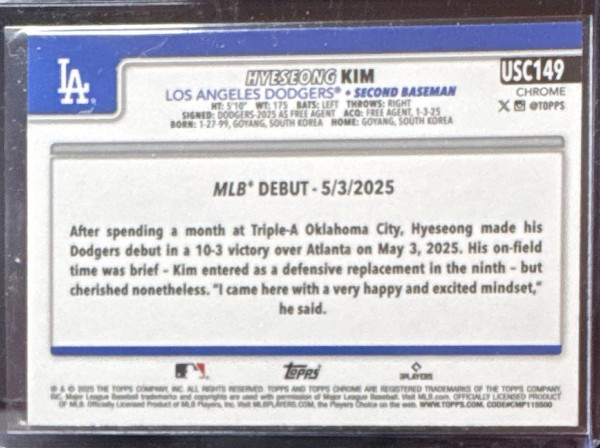 LA
HYESEONG KIM
USC149
LOS ANGELES DODGERS® • SECOND BASEMAN
CHROME
HT: 5'10" WT: 175 BATS: LEFT THROWS: RIGHT
X @TOPPS
SIGNED: DODGERS-2025 AS FREE AGENT ACQ: FREE AGENT, 1-3-25
BORN: 1-27-99, GOYANG, SOUTH KOREA HOME: GOYANG, SOUTH KOREA
MLB® DEBUT - 5/3/2025
After spending a month at Triple-A Oklahoma City, Hyeseong made his
Dodgers debut in a 10-3 victory over Atlanta on May 3, 2025. His on-field
time was brief – Kim entered as a defensive replacement in the ninth – but
cherished nonetheless. "I came here with a very happy and excited mindset,"
he said.
Topps
PLAYERS
® & © 2025 THE TOPPS COMPANY, INC. ALL RIGHTS RESERVED. TOPPS AND TOPPS CHROME ARE REGISTERED TRADEMARKS OF THE TOPPS COMPANY,
INC. Major League Baseball trademarks and copyrights are used with permission of Major League Baseball. Visit MLB.com. OFFICIALLY LICENSED PRODUCT
OF MLB. Officially Licensed Product of MLB Players, Inc. Visit MLBPLAYERS.COM, the Players Choice on the web. WWW.TOPPS.COM. CODE#CMP115500